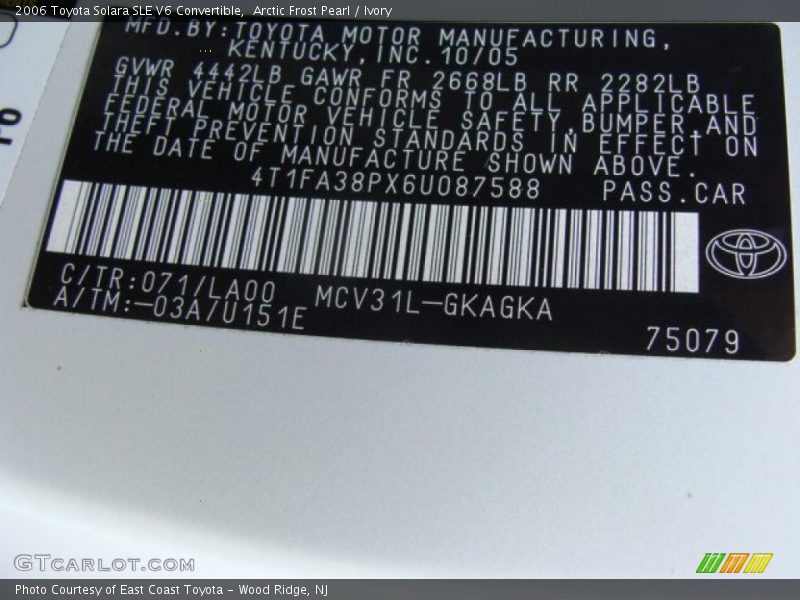 2006 Toyota Solara SLE V6 Convertible,  Arctic Frost Pearl / Ivory
MFD.BY:TOYOTA MOTOR MANUFACTURING,
KENTUCKY,INC.10/05
GVWR 4442LB GAWR FR 2668LB RR 2282LB
THIS VEHICLE CONFORMS TO ALL APPLICABLE
FEDERAL MOTOR VEHICLE SAFETY,BUMPER,AND
THEFT PREVENTION STANDARDS IN EFFECT ON
THE DATE OF MANUFACTURE SHOWN ABOVE.
4T1FA38PX6U087588 PASS.CAR
C/TR:071/LA00 MCV31L-GKAGKA
A/TM:-03A/U151E
75079
GTCARLOT.COM
Photo Courtesy of East Coast Toyota - Wood Ridge, NJ